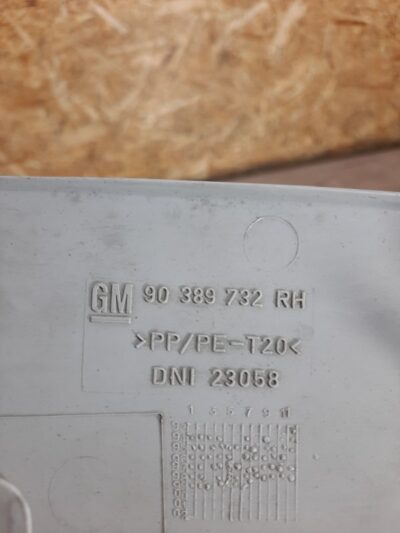 GM 90 389 732 RH
>PP/PE-T20<
DNI 23058
1 3 5 7 9 11